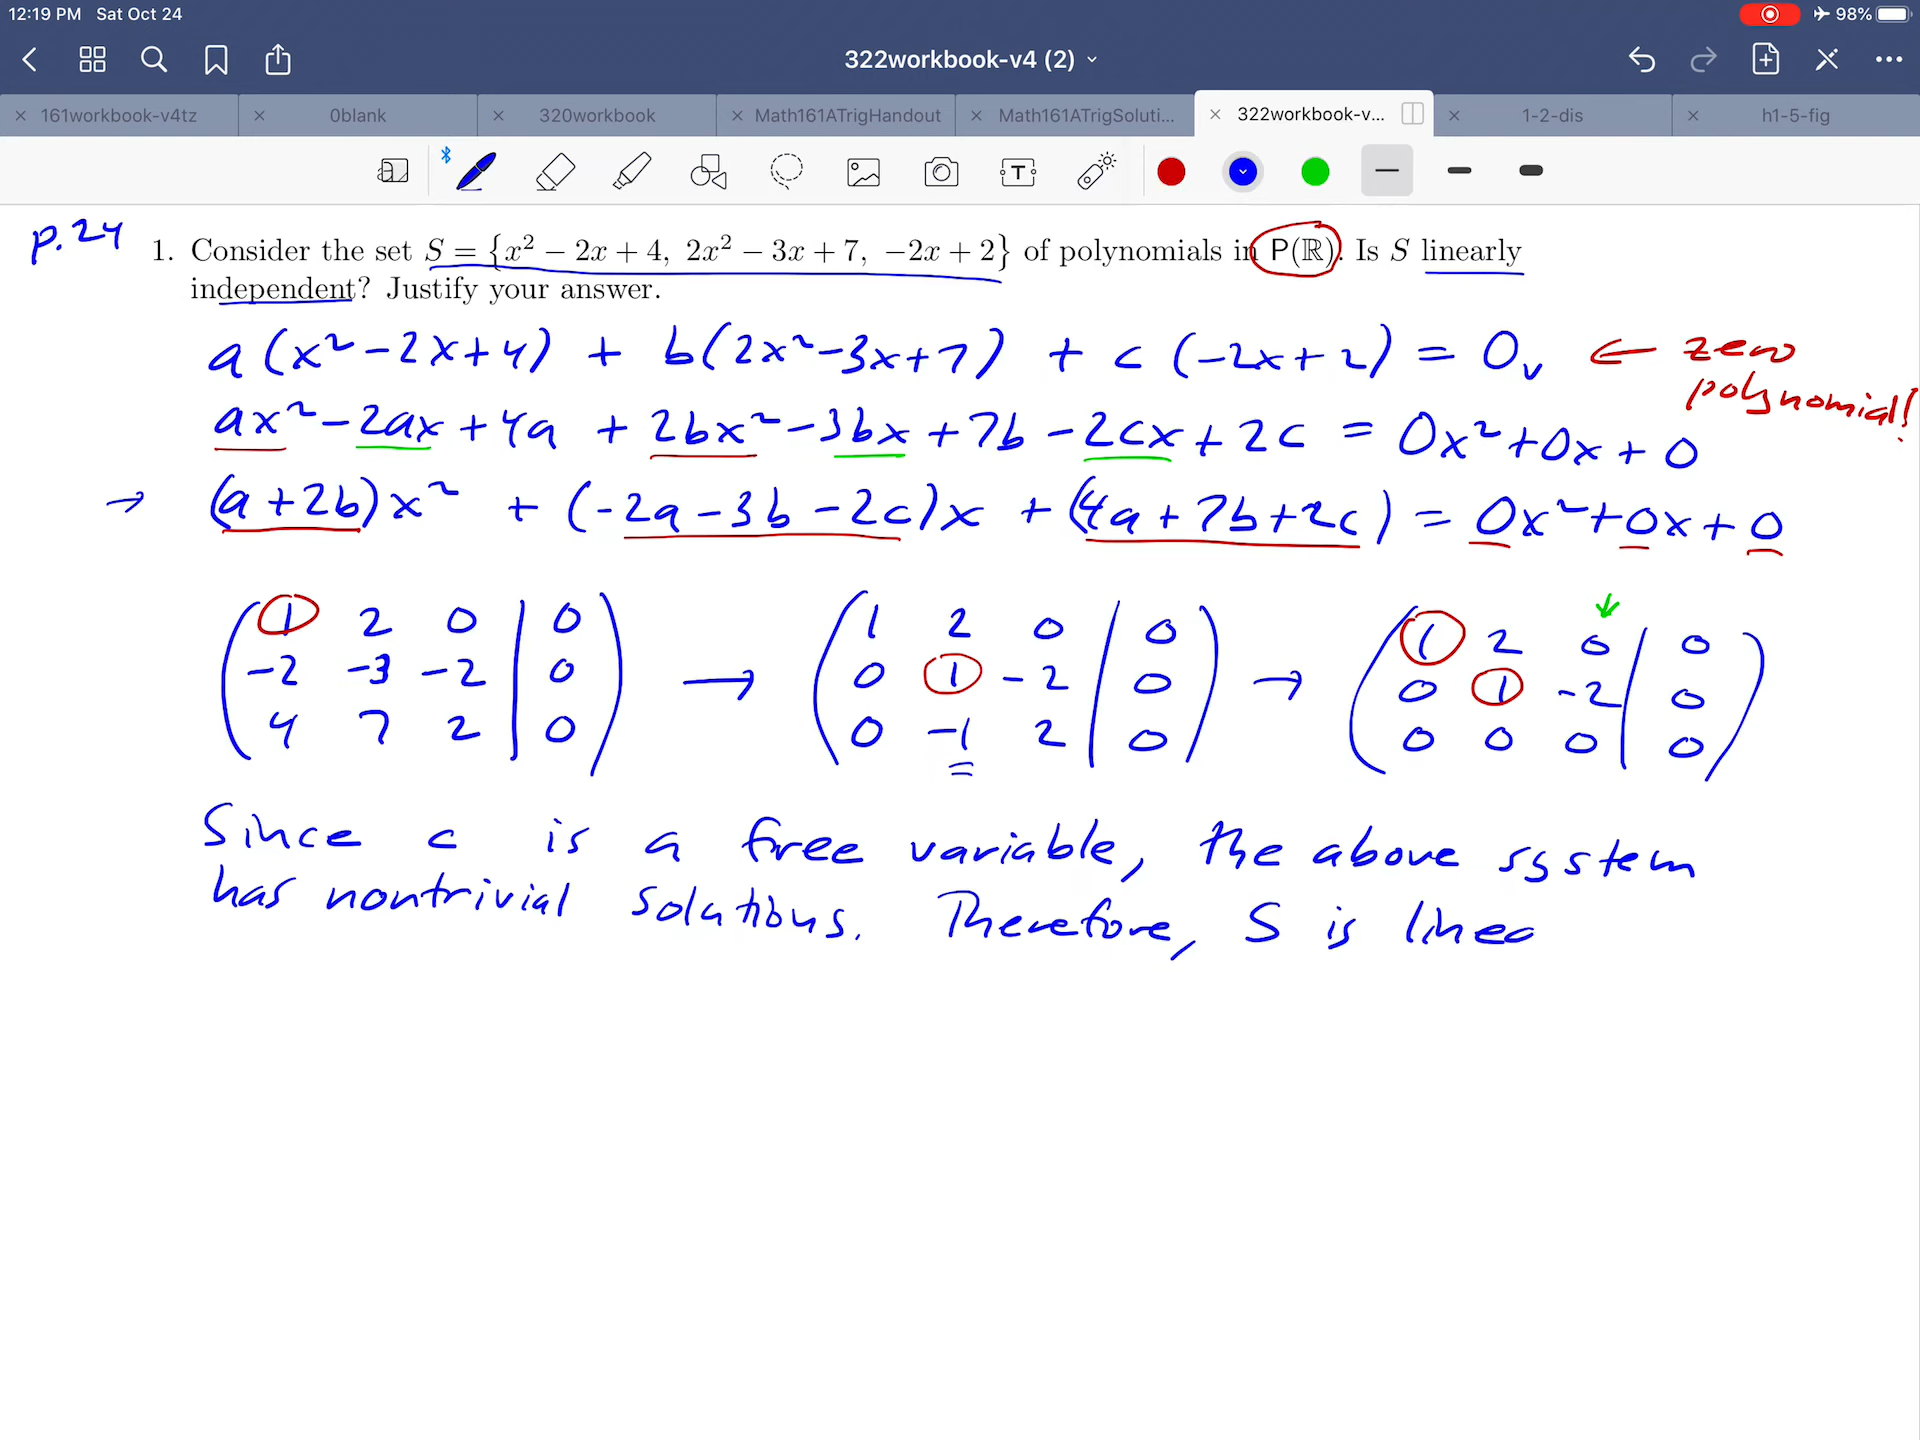 12:19 PM Sat Oct 24
98%
322workbook-v4 (2)
161workbook-v4tz
0blank
320workbook
Math161ATrigHandout
Math161ATrigSoluti...
322workbook-v...
1-2-dis
h1-5-fig
p.24
1. Consider the set S = {x² − 2x + 4, 2x² − 3x + 7, −2x + 2} of polynomials in P(ℝ). Is S linearly
independent? Justify your answer.
a(x²-2x+4) + b(2x²-3x+7) + c(-2x+2) = 0ᵥ ← zero
polynomial!
ax²-2ax+4a + 2bx²-3bx+7b-2cx+2c = 0x²+0x+0
→ (a+2b)x² + (-2a-3b-2c)x + (4a+7b+2c) = 0x²+0x+0
1 2 0 | 0 → 1 2 0 | 0 → 1 2 0 | 0
-2 -3 -2 | 0 0 1 -2 | 0 0 1 -2 | 0
4 7 2 | 0 0 -1 2 | 0 0 0 0 | 0
Since c is a free variable, the above system
has nontrivial solutions. Therefore, S is linea